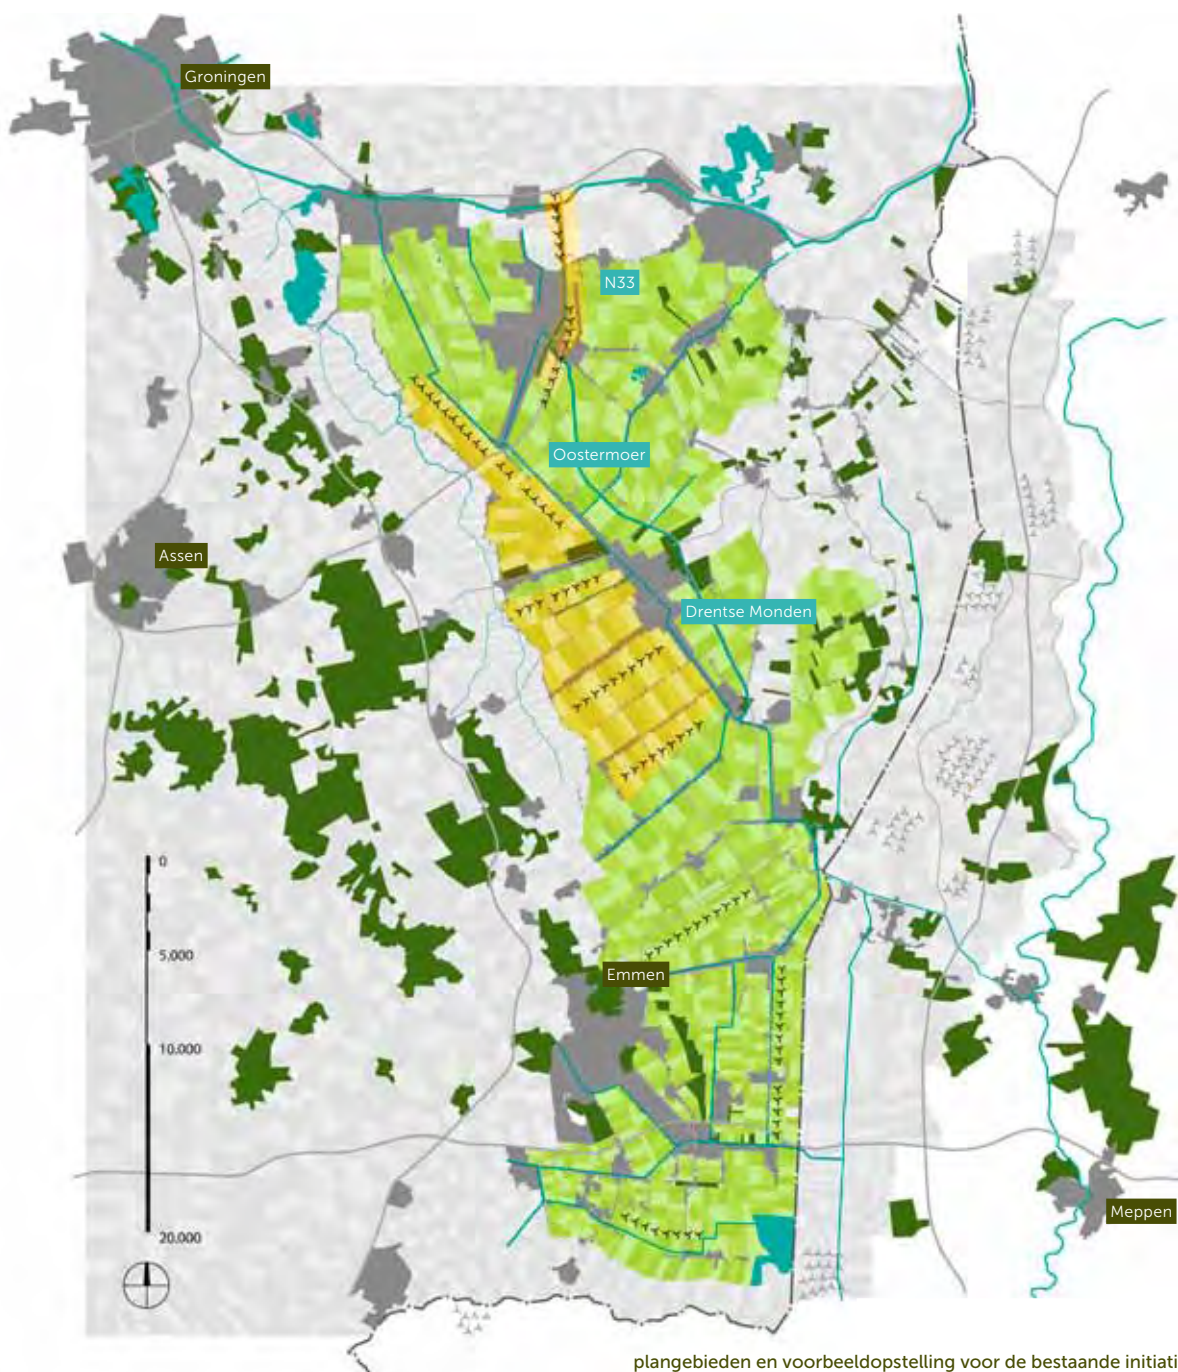 Groningen
N33
Oostermoer
Assen
Drentse Monden
0
5.000
Emmen
10.000
Meppen
20.000
plangebieden en voorbeeldopstelling voor de bestaande initiati